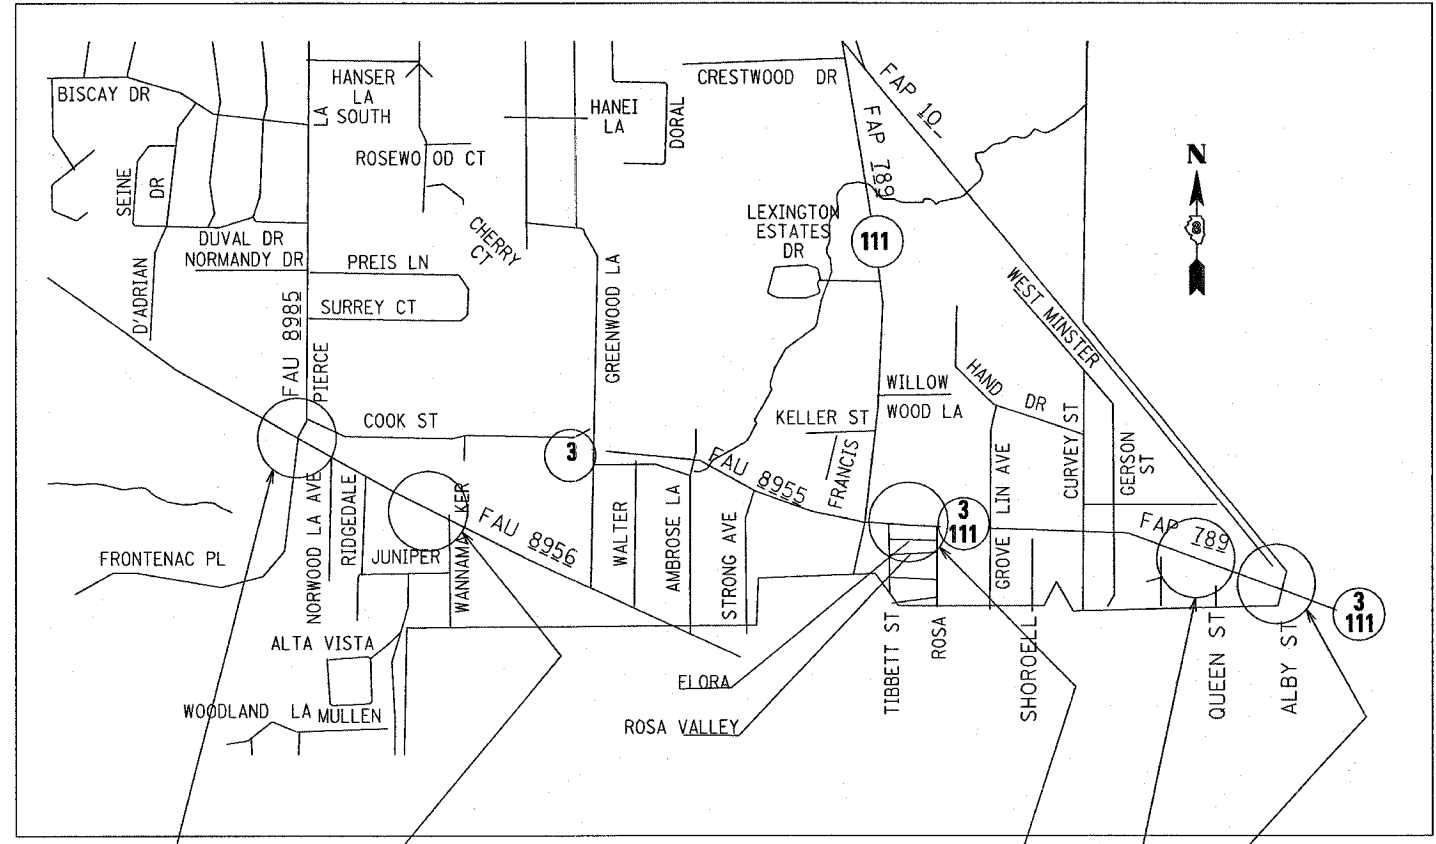 BISCAY DR
HANSER
LA
SOUTH
LA
HANEI
LA
DORAL
CRESTWOOD DR
FAP 10
FAP 789
ROSEWOOD CT
SEINE
DR
CHERRY
CT
DUVAL DR
NORMANDY DR
PREIS LN
SURREY CT
D'ADRIAN
FAU 8985
PIERCE
GREENWOOD LA
LEXINGTON
ESTATES
DR
111
N
8
WEST MINSTER
HAND DR
WILLOW
WOOD LA
KELLER ST
FRANCIS
COOK ST
3
FAU 8955
CURVEY ST
GERSON
ST
NORWOOD LA AVE
RIDGEDALE
JUNIPER
WANNAMAKER
FAU 8956
WALTER
AMBROSE LA
STRONG AVE
3
111
GROVE LIN AVE
FAP 789
FRONTENAC PL
3
111
ALTA VISTA
WOODLAND LA
MULLEN
FLORA
ROSA VALLEY
TIBBETT ST
ROSA
SHOROELL
QUEEN ST
ALBY ST